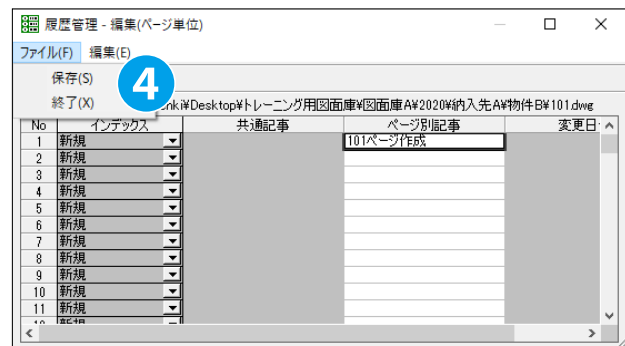 履歴管理 - 編集(ページ単位)
ファイル(F) 編集(E)
保存(S)
終了(X)
4
nki¥Desktop¥トレーニング用図面庫¥図面庫A¥2020¥納入先A¥物件B¥101.dwg
No インデックス 共通記事 ページ別記事 変更日
1 新規 101ページ作成
2 新規
3 新規
4 新規
5 新規
6 新規
7 新規
8 新規
9 新規
10 新規
11 新規